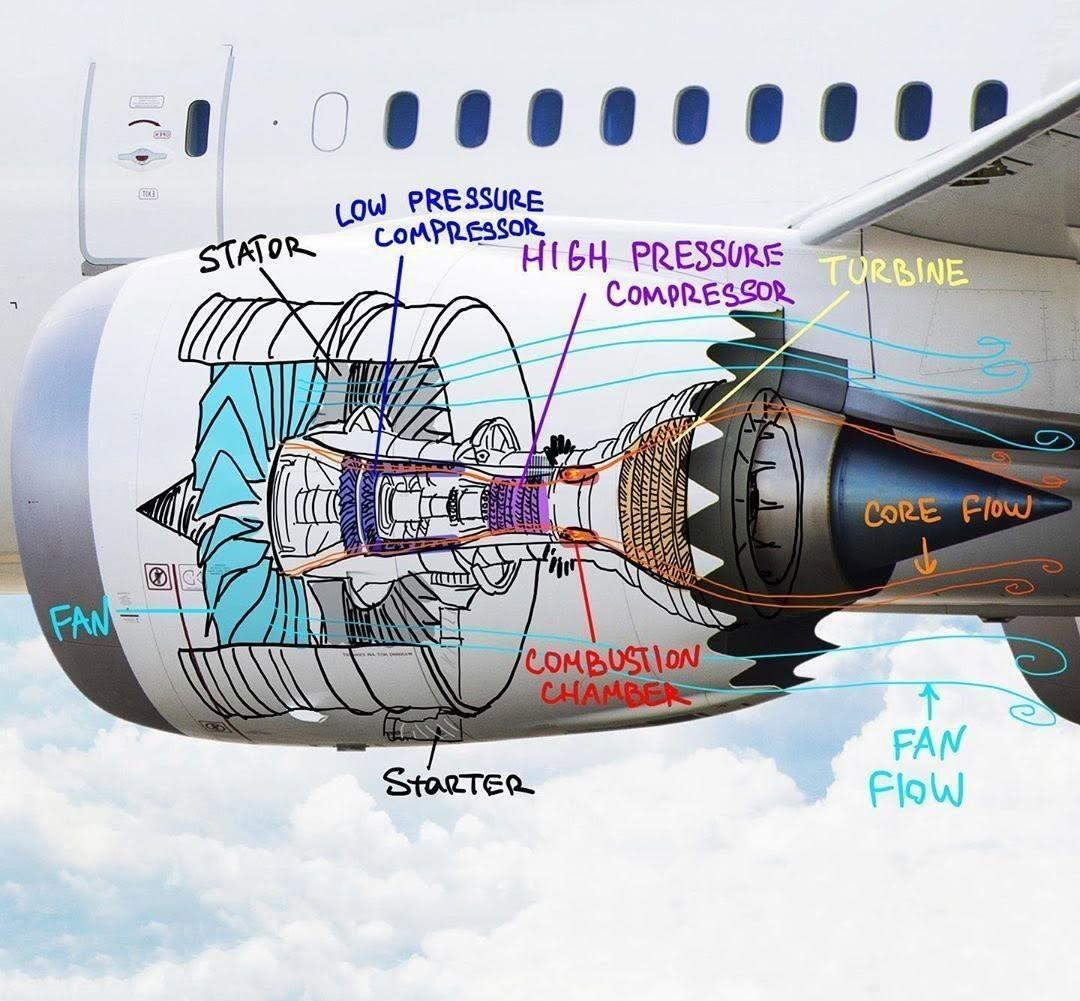 LOW PRESSURE
COMPRESSOR
STATOR
HIGH PRESSURE
COMPRESSOR
TURBINE
CORE FLOW
FAN
COMBUSTION
CHAMBER
FAN
FLOW
STARTER